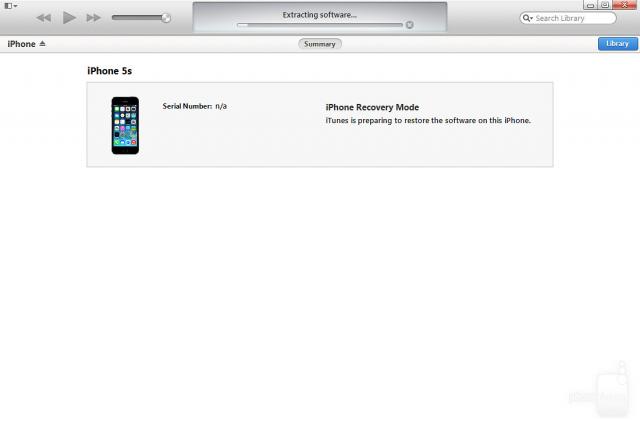 Extracting software...
Search Library
iPhone
Summary
Library
iPhone 5s
Serial Number: n/a
iPhone Recovery Mode
iTunes is preparing to restore the software on this iPhone.